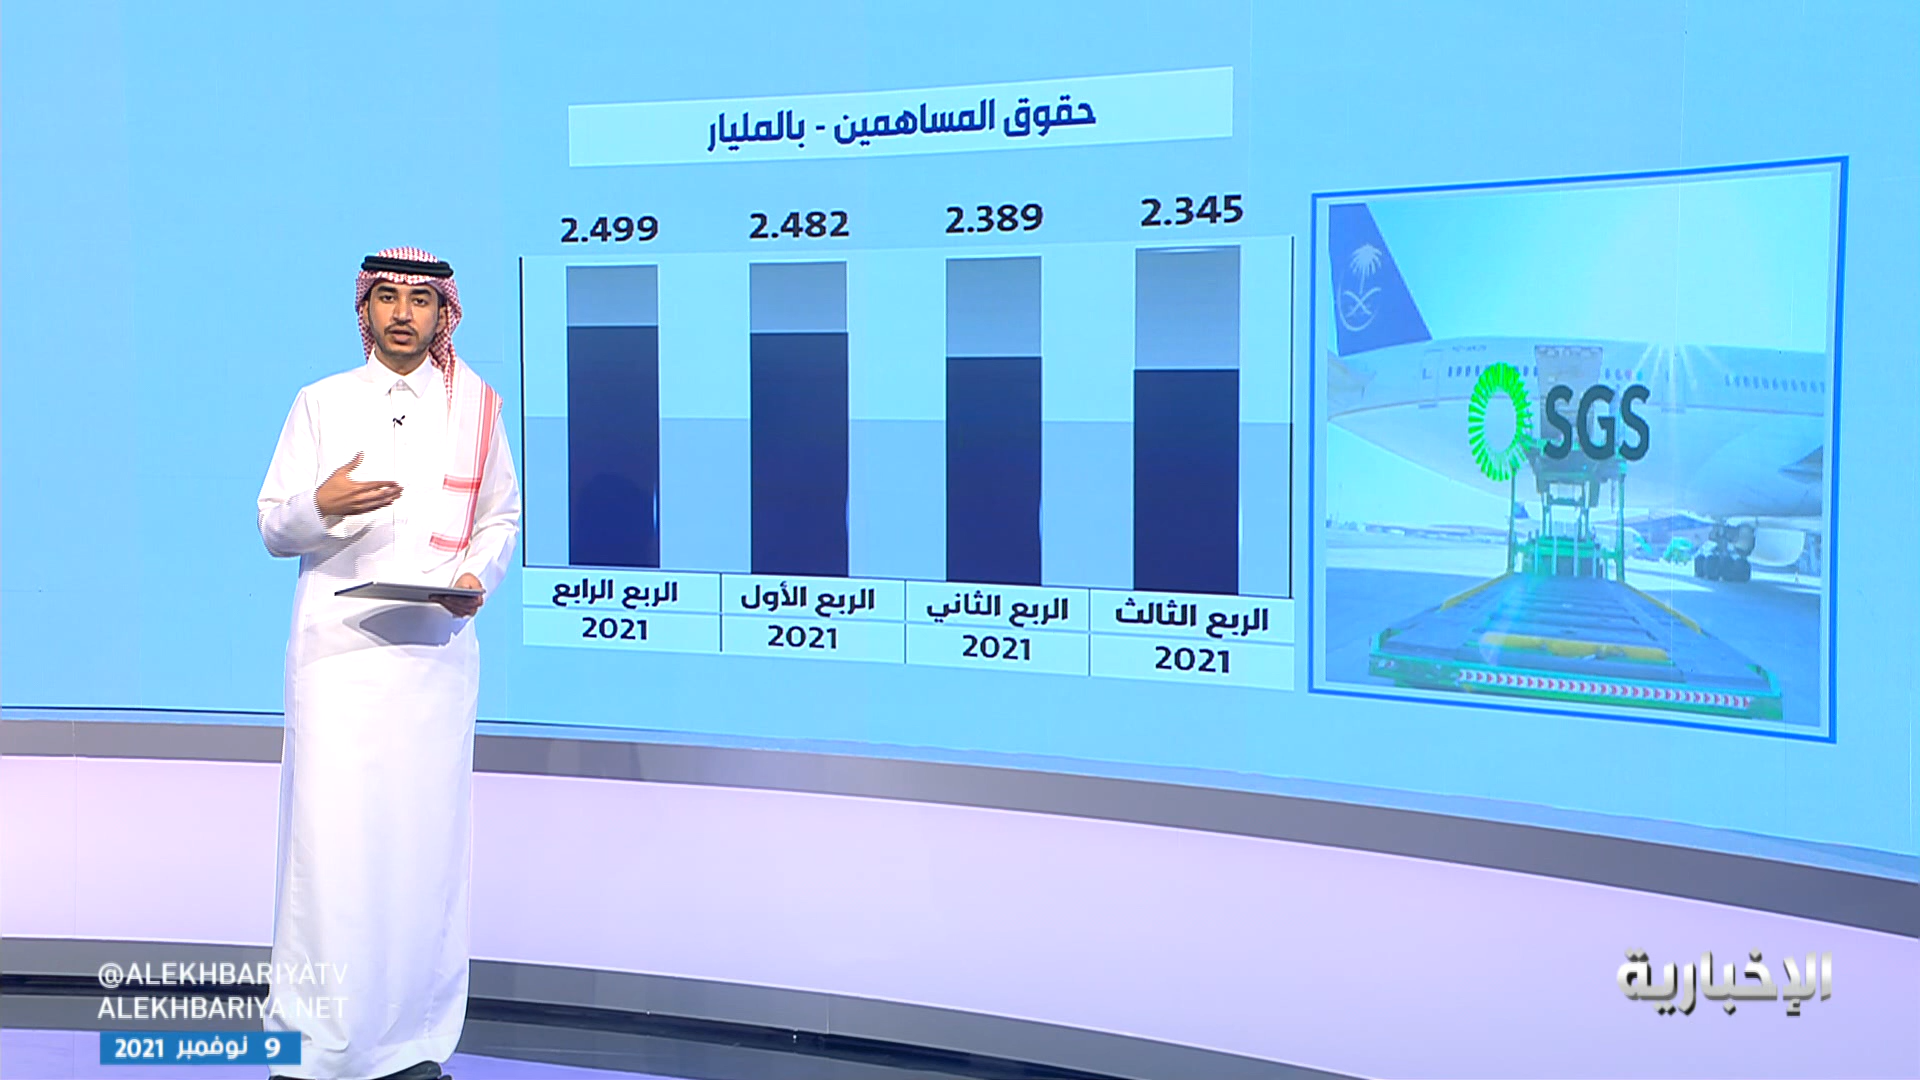 حقوق المساهمين - بالمليار
2.345
2.389
2.482
2.499
الربع الثالث
2021
الربع الثاني
2021
الربع الأول
2021
الربع الرابع
2021
SGS
الإخبارية
@ALEKHBARIYATV
ALEKHBARIYA.NET
9 نوفمبر 2021